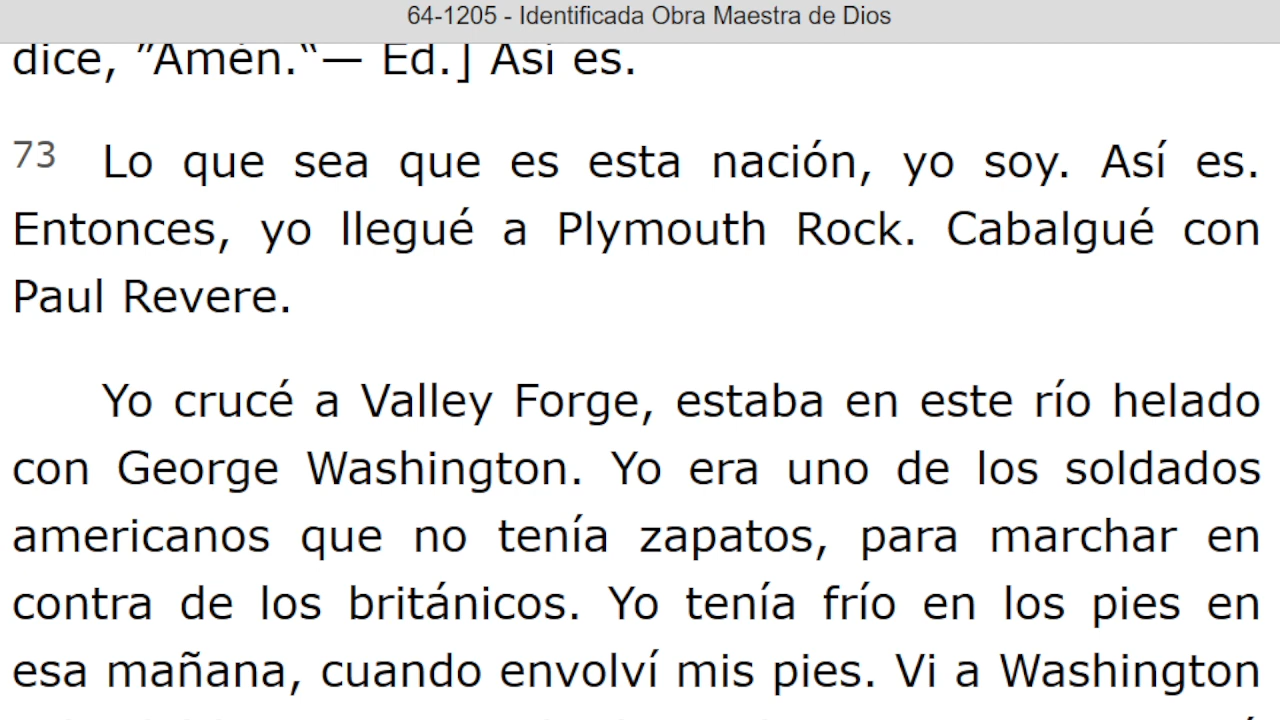 64-1205 - Identificada Obra Maestra de Dios
dice, ”Amén.“— Ed.] Así es.
73 Lo que sea que es esta nación, yo soy. Así es.
Entonces, yo llegué a Plymouth Rock. Cabalgué con
Paul Revere.
Yo crucé a Valley Forge, estaba en este río helado
con George Washington. Yo era uno de los soldados
americanos que no tenía zapatos, para marchar en
contra de los británicos. Yo tenía frío en los pies en
esa mañana, cuando envolví mis pies. Vi a Washington